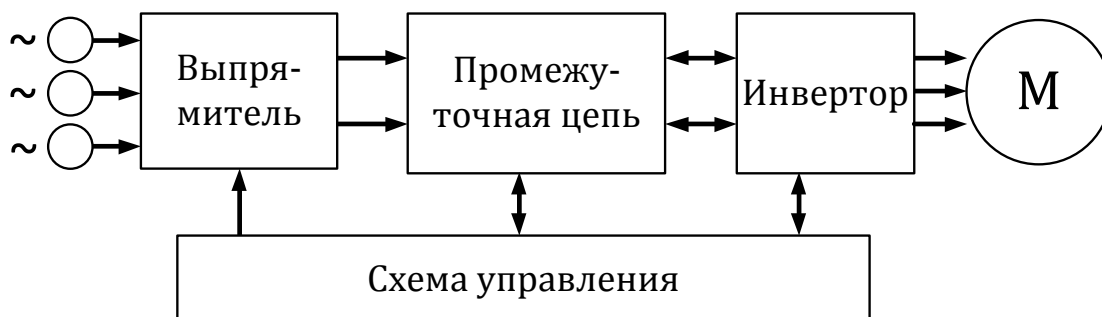 ~
~
~
Выпря-
митель
Промежу-
точная цепь
Инвертор
М
Схема управления